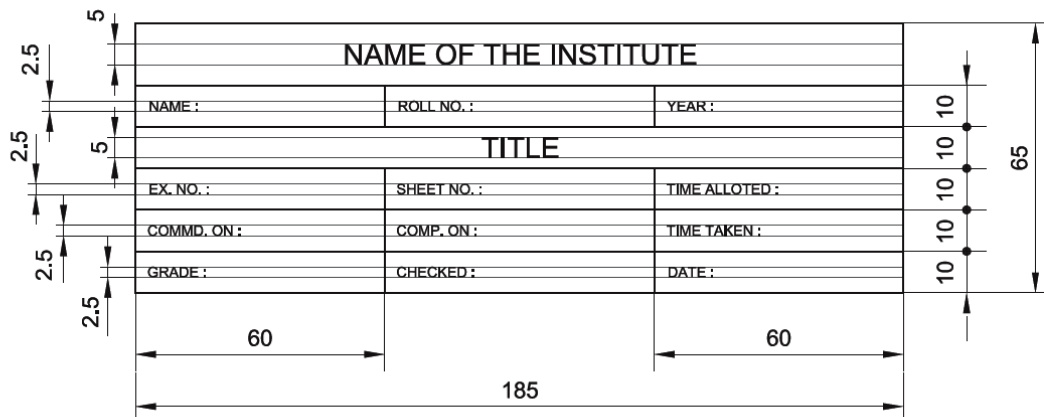 5
2.5
NAME OF THE INSTITUTE
NAME : ROLL NO. : YEAR : 10
2.5 5 TITLE 10 65
EX. NO. : SHEET NO. : TIME ALLOTED : 10
COMMD. ON : COMP. ON : TIME TAKEN : 10
2.5
GRADE : CHECKED : DATE : 10
2.5
60 60
185